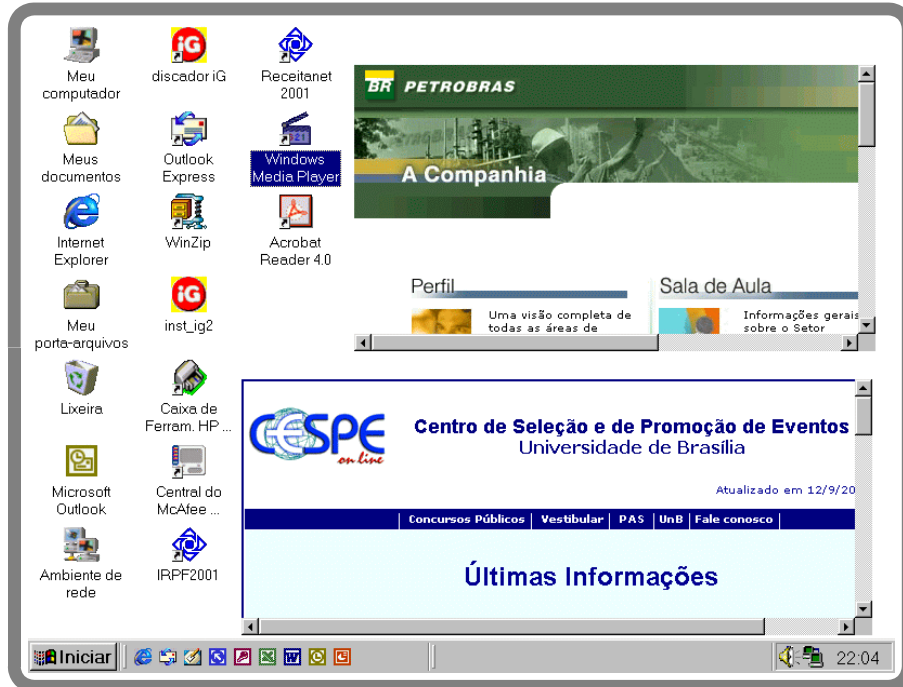 Meu
computador
discador iG
Receitanet
2001
Meus
documentos
Outlook
Express
Windows
Media Player
Internet
Explorer
WinZip
Acrobat
Reader 4.0
Meu
porta-arquivos
inst_ig2
Lixeira
Caixa de
Ferram. HP ...
Microsoft
Outlook
Central do
McAfee ...
Ambiente de
rede
IRPF2001
BR PETROBRAS
A Companhia
Perfil
Uma visão completa de
todas as áreas de
Sala de Aula
Informações gerais
sobre o Setor
CESPE
on line
Centro de Seleção e de Promoção de Eventos
Universidade de Brasília
Atualizado em 12/9/20
Concursos Públicos | Vestibular | PAS | UnB | Fale conosco |
Últimas Informações
Iniciar
22:04